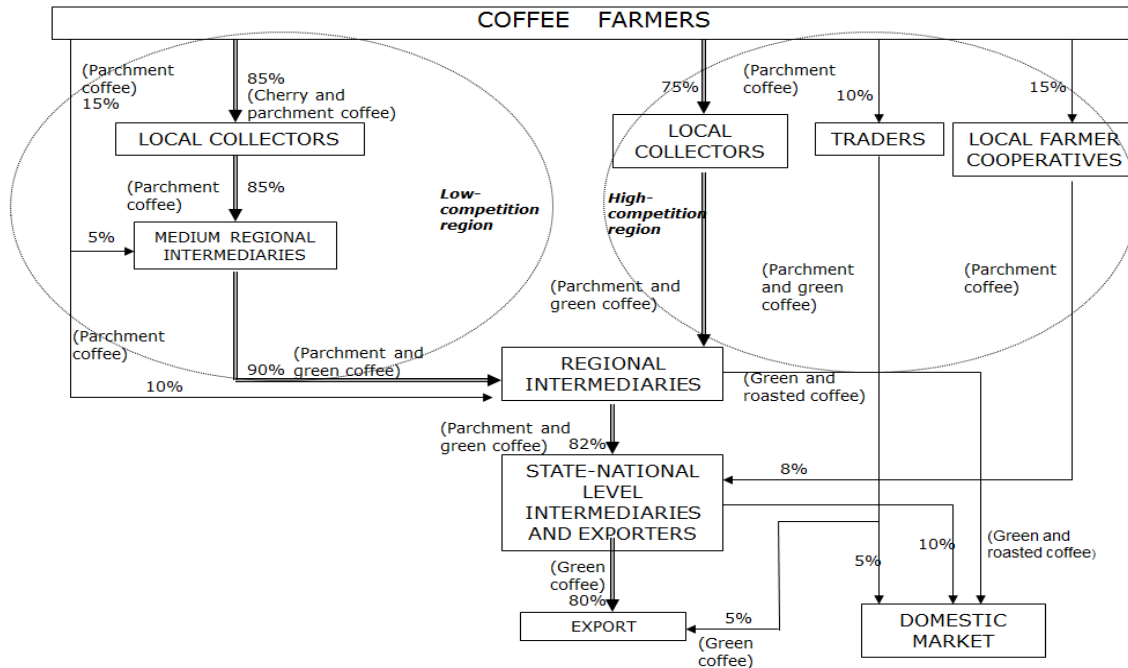 COFFEE FARMERS
(Parchment
coffee)
15%
85%
(Cherry and
parchment coffee)
75%
(Parchment
coffee)
10%
15%
LOCAL COLLECTORS
LOCAL
COLLECTORS
TRADERS
LOCAL FARMER
COOPERATIVES
(Parchment
coffee)
85%
Low-
competition
region
High-
competition
region
5%
MEDIUM REGIONAL
INTERMEDIARIES
(Parchment and
green coffee)
(Parchment
and green
coffee)
(Parchment
coffee)
(Parchment
coffee)
(Parchment and
green coffee)
90%
10%
REGIONAL
INTERMEDIARIES
(Green and
roasted coffee)
(Parchment and
green coffee)
82%
STATE-NATIONAL
LEVEL
INTERMEDIARIES
AND EXPORTERS
8%
(Green and
roasted coffee)
10%
5%
(Green
coffee)
80%
EXPORT
5%
(Green
coffee)
DOMESTIC
MARKET